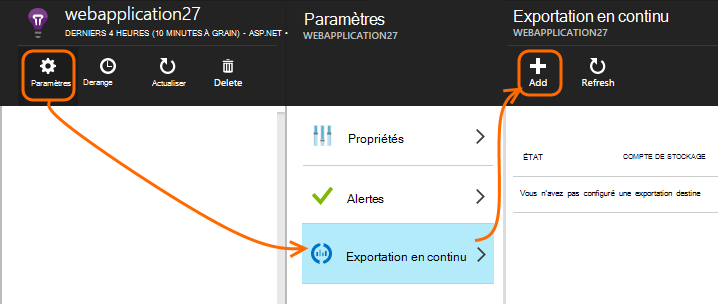 webapplication27
DERNIERS 4 HEURES (10 MINUTES À GRAIN) - ASP.NET •
Paramètres
Derange
Actualiser
Delete
Paramètres
WEBAPPLICATION27
Propriétés
Alertes
Exportation en continu
Exportation en continu
WEBAPPLICATION27
Add
Refresh
ÉTAT
COMPTE DE STOCKAGE
Vous n'avez pas configuré une exportation destine